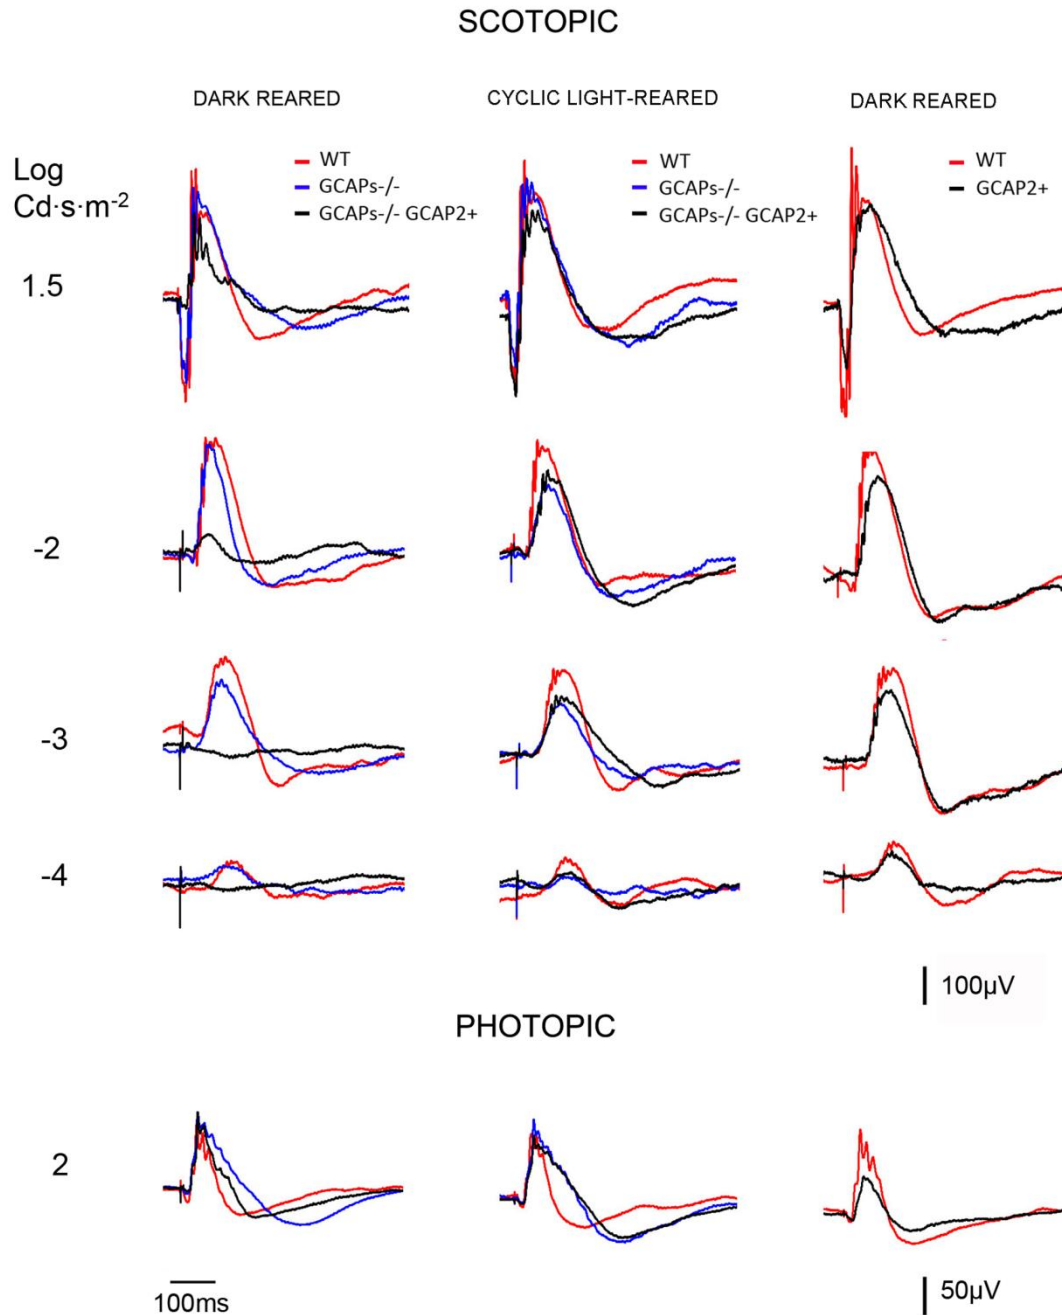 SCOTOPIC
DARK REARED
CYCLIC LIGHT-REARED
DARK REARED
Log
Cd·s·m-2
WT
GCAPs-/-
GCAPs-/- GCAP2+
WT
GCAPs-/-
GCAPs-/- GCAP2+
WT
GCAP2+
1.5
-2
-3
-4
100µV
PHOTOPIC
2
100ms
50µV